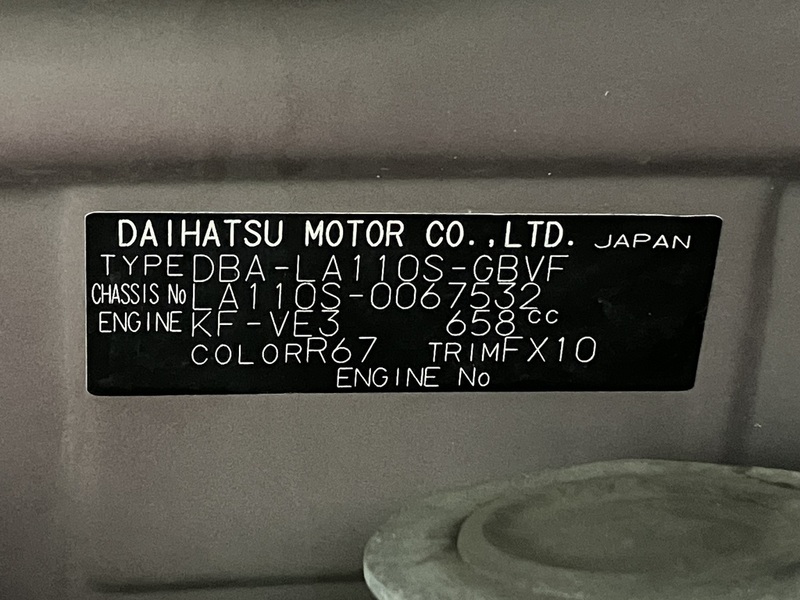 DAIHATSU MOTOR CO.,LTD. JAPAN
TYPE DBA-LA110S-GBVF
CHASSIS No LA110S-0067532
ENGINE KF-VE3 658cc
COLOR R67 TRIM FX10
ENGINE No